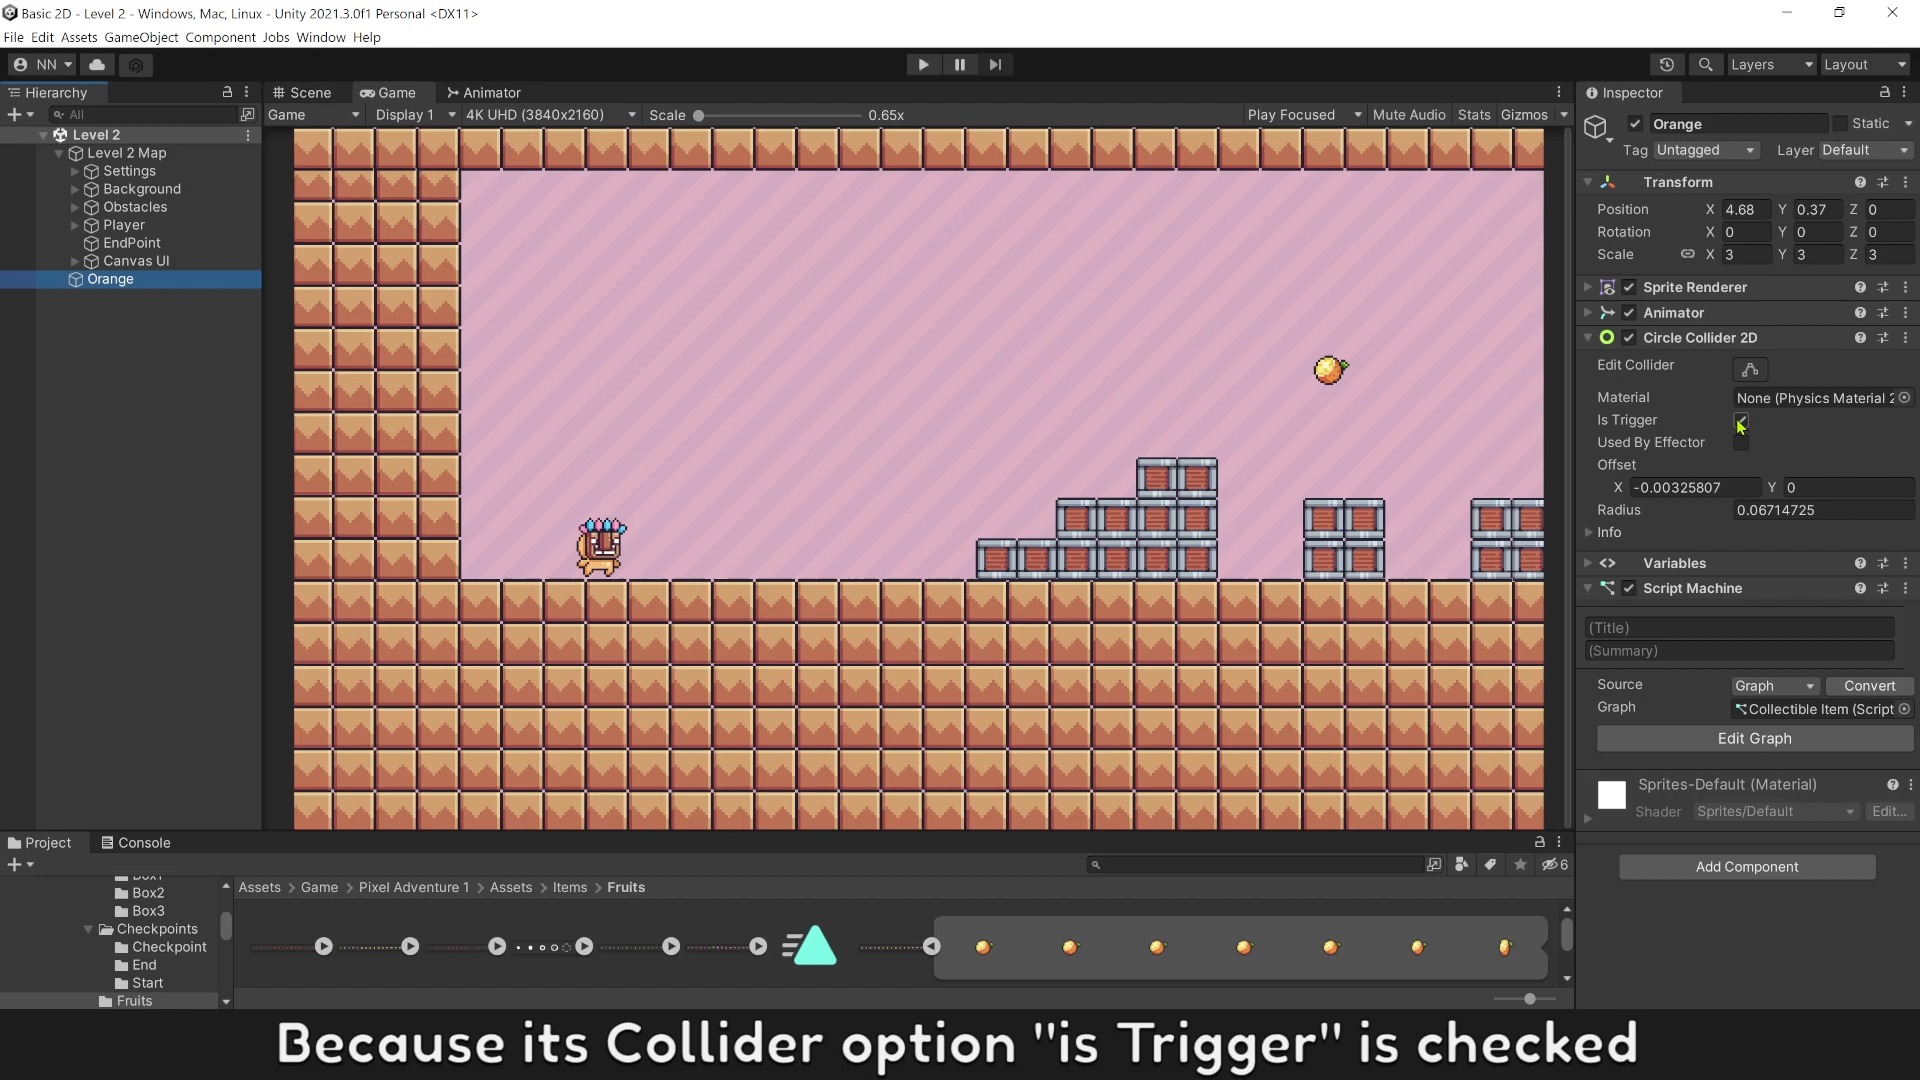 Basic 2D - Level 2 - Windows, Mac, Linux - Unity 2021.3.0f1 Personal <DX11>
File Edit Assets GameObject Component Jobs Window Help
NN Layers Layout
Hierarchy
All
Level 2
Level 2 Map
Settings
Background
Obstacles
Player
EndPoint
Canvas UI
Orange
Scene Game Animator
Game Display 1 4K UHD (3840x2160) Scale 0.65x Play Focused Mute Audio Stats Gizmos
Inspector
Orange Static
Tag Untagged Layer Default
Transform
Position X 4.68 Y 0.37 Z 0
Rotation X 0 Y 0 Z 0
Scale X 3 Y 3 Z 3
Sprite Renderer
Animator
Circle Collider 2D
Edit Collider
Material None (Physics Material 2
Is Trigger
Used By Effector
Offset
X -0.00325807 Y 0
Radius 0.06714725
Info
Variables
Script Machine
(Title)
(Summary)
Source Graph Convert
Graph Collectible Item (Script
Edit Graph
Sprites-Default (Material)
Shader Sprites/Default Edit...
Add Component
Project Console
6
Box1
Box2
Box3
Checkpoints
Checkpoint
End
Start
Fruits
Assets > Game > Pixel Adventure 1 > Assets > Items > Fruits
Because its Collider option "is Trigger" is checked